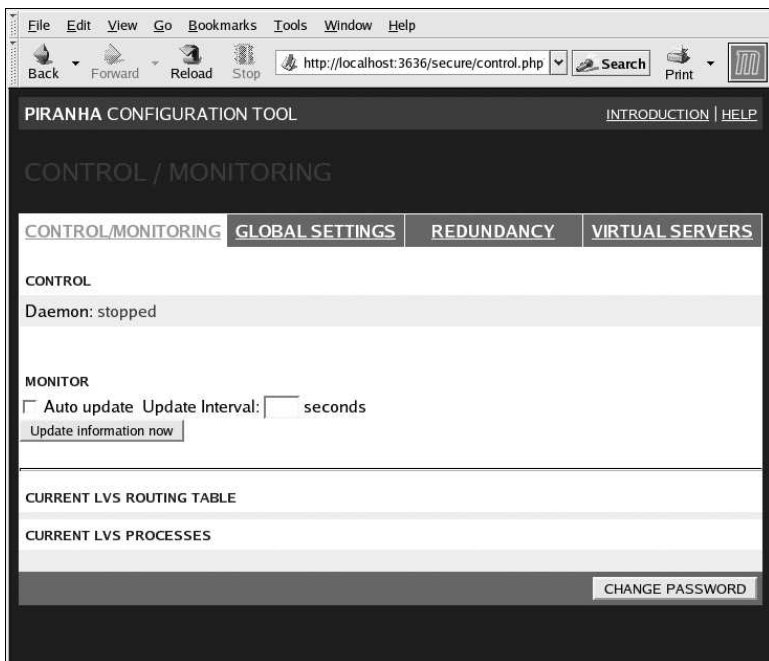 File Edit View Go Bookmarks Tools Window Help
Back Forward Reload Stop http://localhost:3636/secure/control.php Search Print
PIRANHA CONFIGURATION TOOL INTRODUCTION | HELP
CONTROL / MONITORING
CONTROL/MONITORING GLOBAL SETTINGS REDUNDANCY VIRTUAL SERVERS
CONTROL
Daemon: stopped
MONITOR
Auto update Update Interval: seconds
Update information now
CURRENT LVS ROUTING TABLE
CURRENT LVS PROCESSES
CHANGE PASSWORD